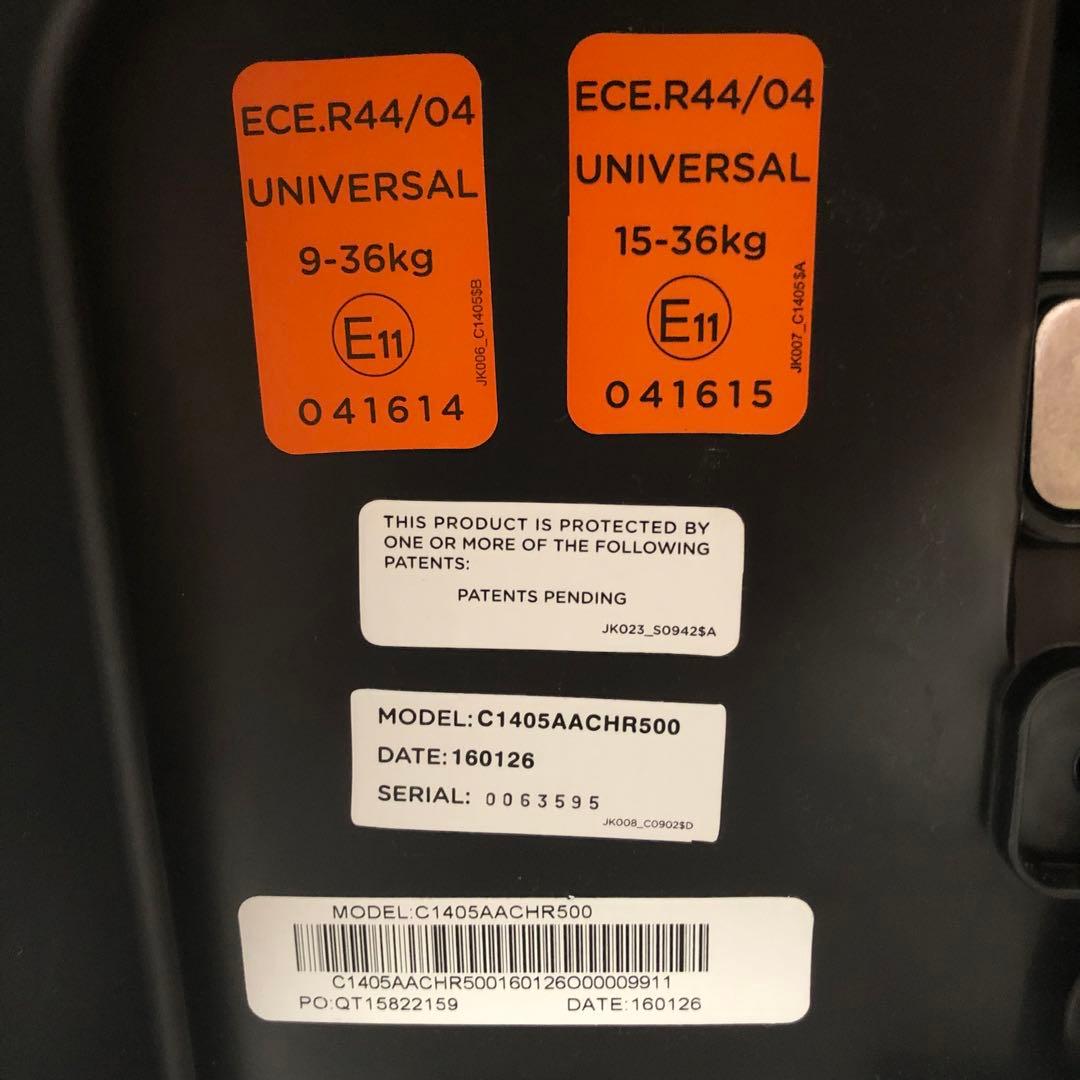 ECE.R44/04
UNIVERSAL
9-36kg
E11
041614
JK006_C1405$B
ECE.R44/04
UNIVERSAL
15-36kg
E11
041615
JK007_C1405$A
THIS PRODUCT IS PROTECTED BY
ONE OR MORE OF THE FOLLOWING
PATENTS:
PATENTS PENDING
JK023_S0942$A
MODEL: C1405AACHR500
DATE: 160126
SERIAL: 0063595
JK008_C0902$D
MODEL:C1405AACHR500
C1405AACHR500160126O00009911
PO:QT15822159 DATE:160126